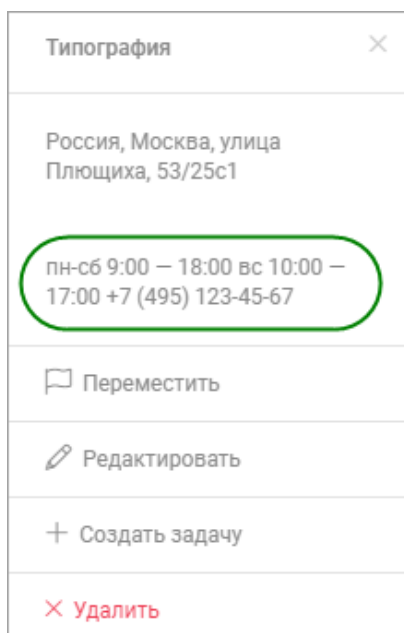 Типография
Россия, Москва, улица
Плющиха, 53/25с1
пн-сб 9:00 — 18:00 вс 10:00 —
17:00 +7 (495) 123-45-67
Переместить
Редактировать
Создать задачу
Удалить